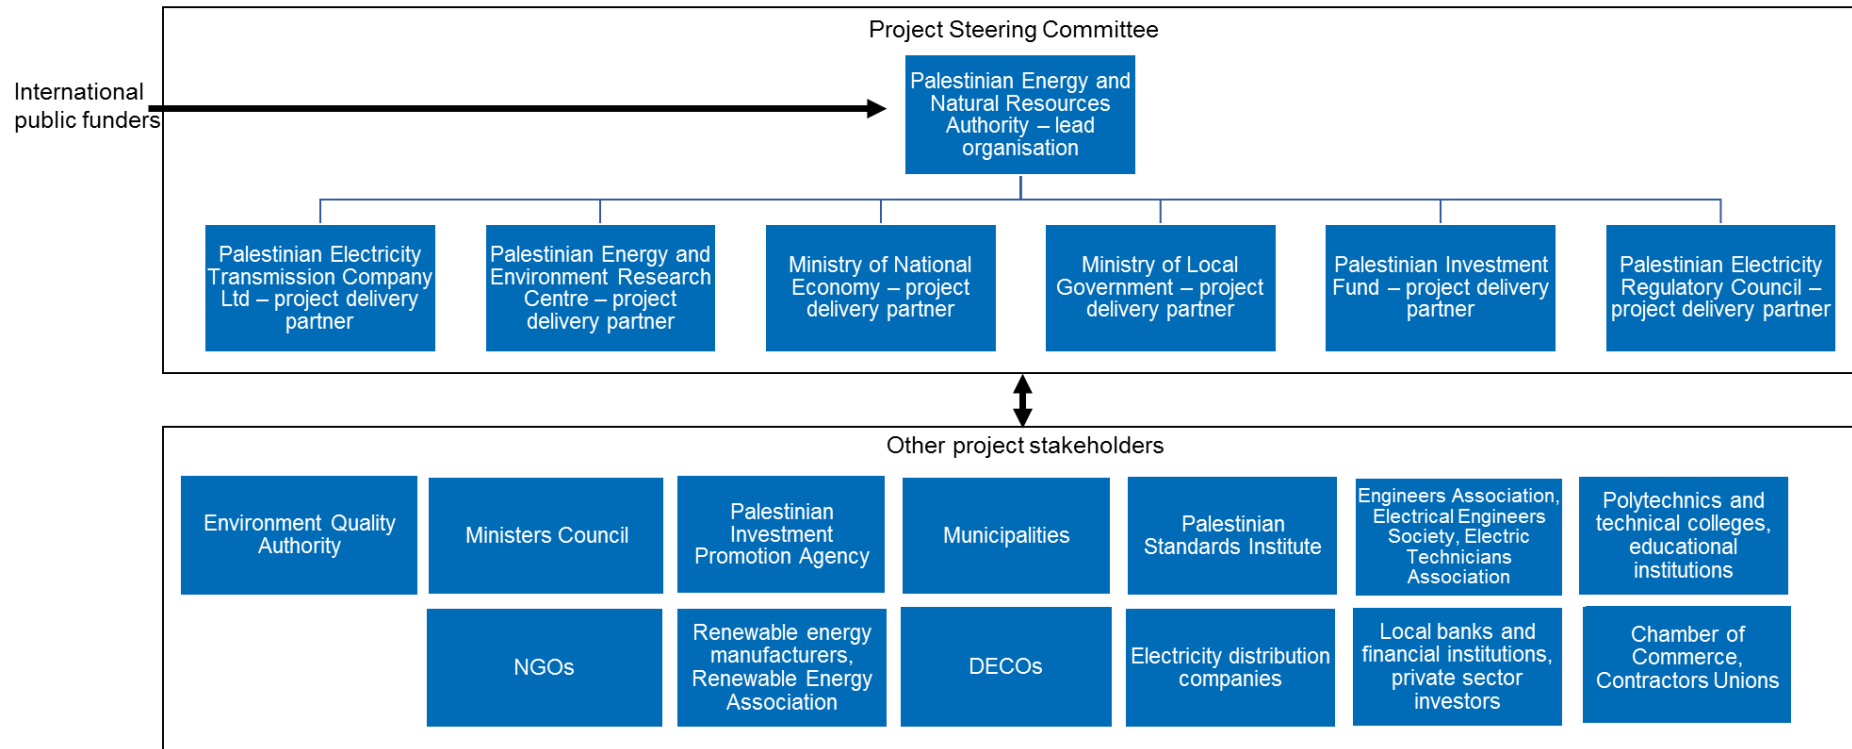 Project Steering Committee
International
public funders
Palestinian Energy and
Natural Resources
Authority – lead
organisation
Palestinian Electricity
Transmission Company
Ltd – project delivery
partner
Palestinian Energy and
Environment Research
Centre – project
delivery partner
Ministry of National
Economy – project
delivery partner
Ministry of Local
Government – project
delivery partner
Palestinian Investment
Fund – project delivery
partner
Palestinian Electricity
Regulatory Council –
project delivery partner
Other project stakeholders
Environment Quality
Authority
Ministers Council
Palestinian
Investment
Promotion Agency
Municipalities
Palestinian
Standards Institute
Engineers Association,
Electrical Engineers
Society, Electric
Technicians
Association
Polytechnics and
technical colleges,
educational
institutions
NGOs
Renewable energy
manufacturers,
Renewable Energy
Association
DECOs
Electricity distribution
companies
Local banks and
financial institutions,
private sector
investors
Chamber of
Commerce,
Contractors Unions